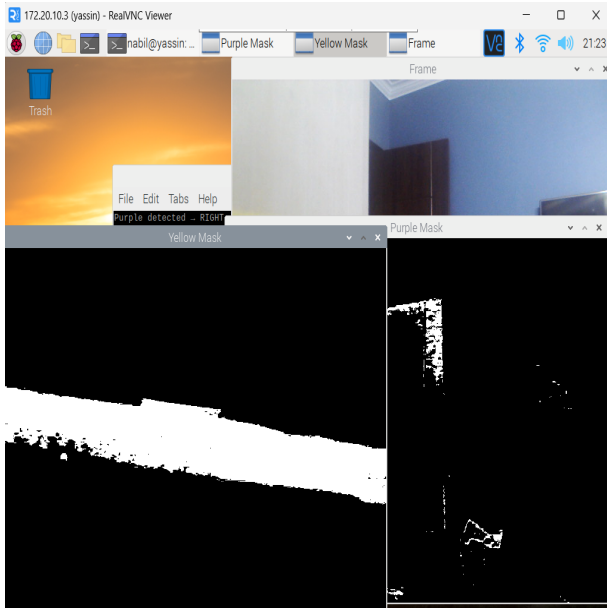 172.20.10.3 (yassin) - RealVNC Viewer
nabil@yassin: ... Purple Mask Yellow Mask Frame 21:23
Frame
Trash
File Edit Tabs Help
Purple detected → RIGHT
Purple Mask
Yellow Mask